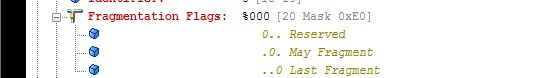 Fragmentation Flags: %000 [20 Mask 0xE0]
0.. Reserved
.0. May Fragment
..0 Last Fragment